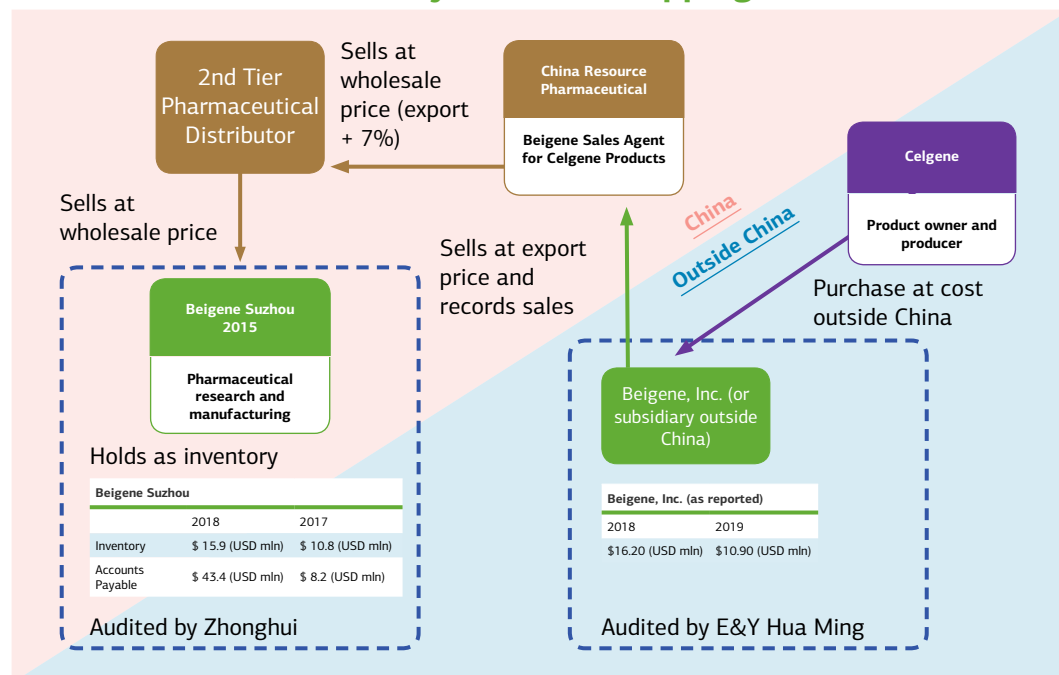 2nd Tier
Pharmaceutical
Distributor
Sells at
wholesale
price (export
+ 7%)
China Resource
Pharmaceutical
Beigene Sales Agent
for Celgene Products
Celgene
Product owner and
producer
Sells at
wholesale price
Sells at export
price and
records sales
China
Outside China
Purchase at cost
outside China
Beigene Suzhou
2015
Pharmaceutical
research and
manufacturing
Holds as inventory
Beigene Suzhou
2018 2017
Inventory $ 15.9 (USD mln) $ 10.8 (USD mln)
Accounts
Payable $ 43.4 (USD mln) $ 8.2 (USD mln)
Audited by Zhonghui
Beigene, Inc. (or
subsidiary outside
China)
Beigene, Inc. (as reported)
2018 2019
$16.20 (USD mln) $10.90 (USD mln)
Audited by E&Y Hua Ming